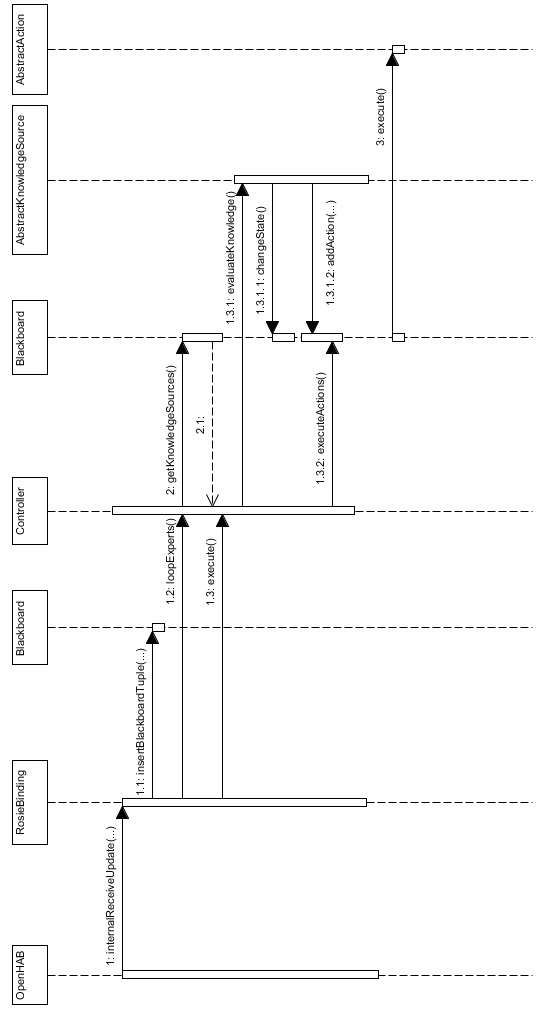 OpenHAB
RosieBinding
Blackboard
Controller
Blackboard
AbstractKnowledgeSource
AbstractAction
1: internalReceiveUpdate(...)
1.1: insertBlackboardTuple(...)
1.2: loopExperts()
2: getKnowledgeSources()
2.1:
1.3: execute()
1.3.1: evaluateKnowledge()
1.3.1.1: changeState()
1.3.1.2: addAction(..)
1.3.2: executeActions()
3: execute()